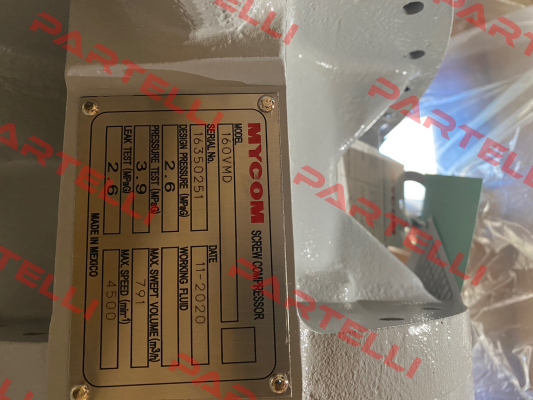 MYCOM SCREW COMPRESSOR
MODEL
160VMD
SERIAL No. DATE
16350251 11-2020
DESIGN PRESSURE (MPaG) WORKING FLUID
2.6
PRESSURE TEST (MPaG) MAX. SWEPT VOLUME (m³/h)
3.9 791
LEAK TEST (MPaG) MAX. SPEED (min⁻¹)
2.6 4500
MADE IN MEXICO
PARTELLI
PARTELLI
PARTELLI
PARTELLI
PARTELLI
PARTELLI